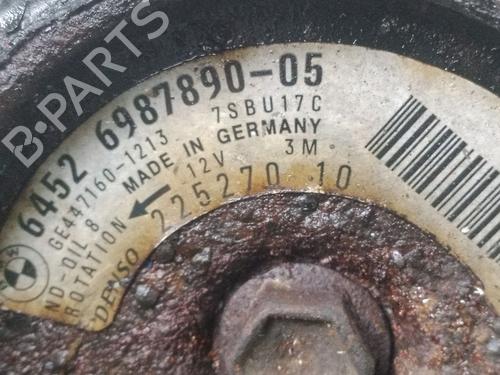 B-PARTS
6452 6987890-05
GE447160-1213 7SBU17C
ND-OIL 8 MADE IN GERMANY
ROTATION 12V 3M
DENSO 225270 10